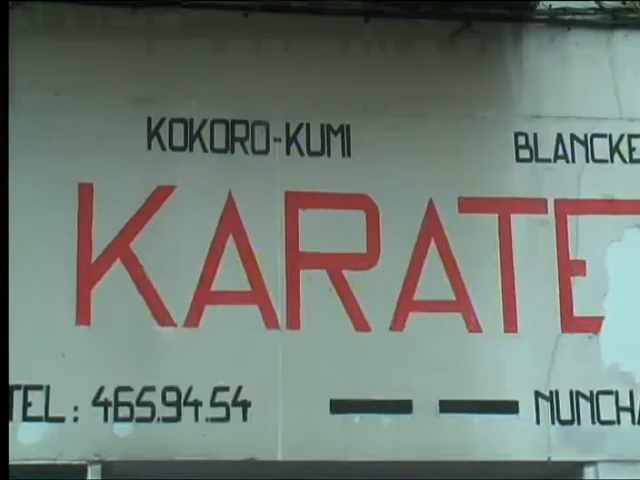 KOKORO-KUMI BLANCKE
KARATE
TEL: 465.94.54 — — NUNCHA